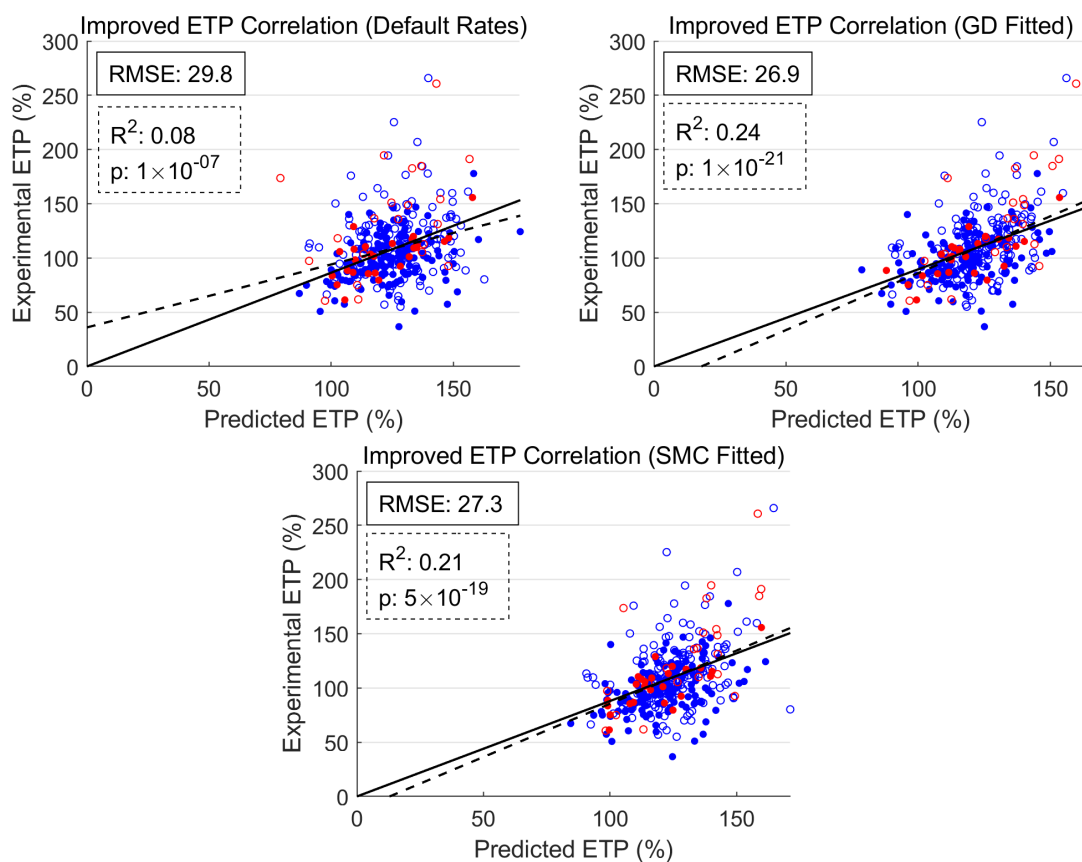 Improved ETP Correlation (Default Rates)
300
250
200
150
100
50
0
RMSE: 29.8
R²: 0.08
p: 1×10⁻⁰⁷
Experimental ETP (%)
0 50 100 150
Predicted ETP (%)
Improved ETP Correlation (GD Fitted)
300
250
200
150
100
50
0
RMSE: 26.9
R²: 0.24
p: 1×10⁻²¹
Experimental ETP (%)
0 50 100 150
Predicted ETP (%)
Improved ETP Correlation (SMC Fitted)
300
250
200
150
100
50
0
RMSE: 27.3
R²: 0.21
p: 5×10⁻¹⁹
Experimental ETP (%)
0 50 100 150
Predicted ETP (%)